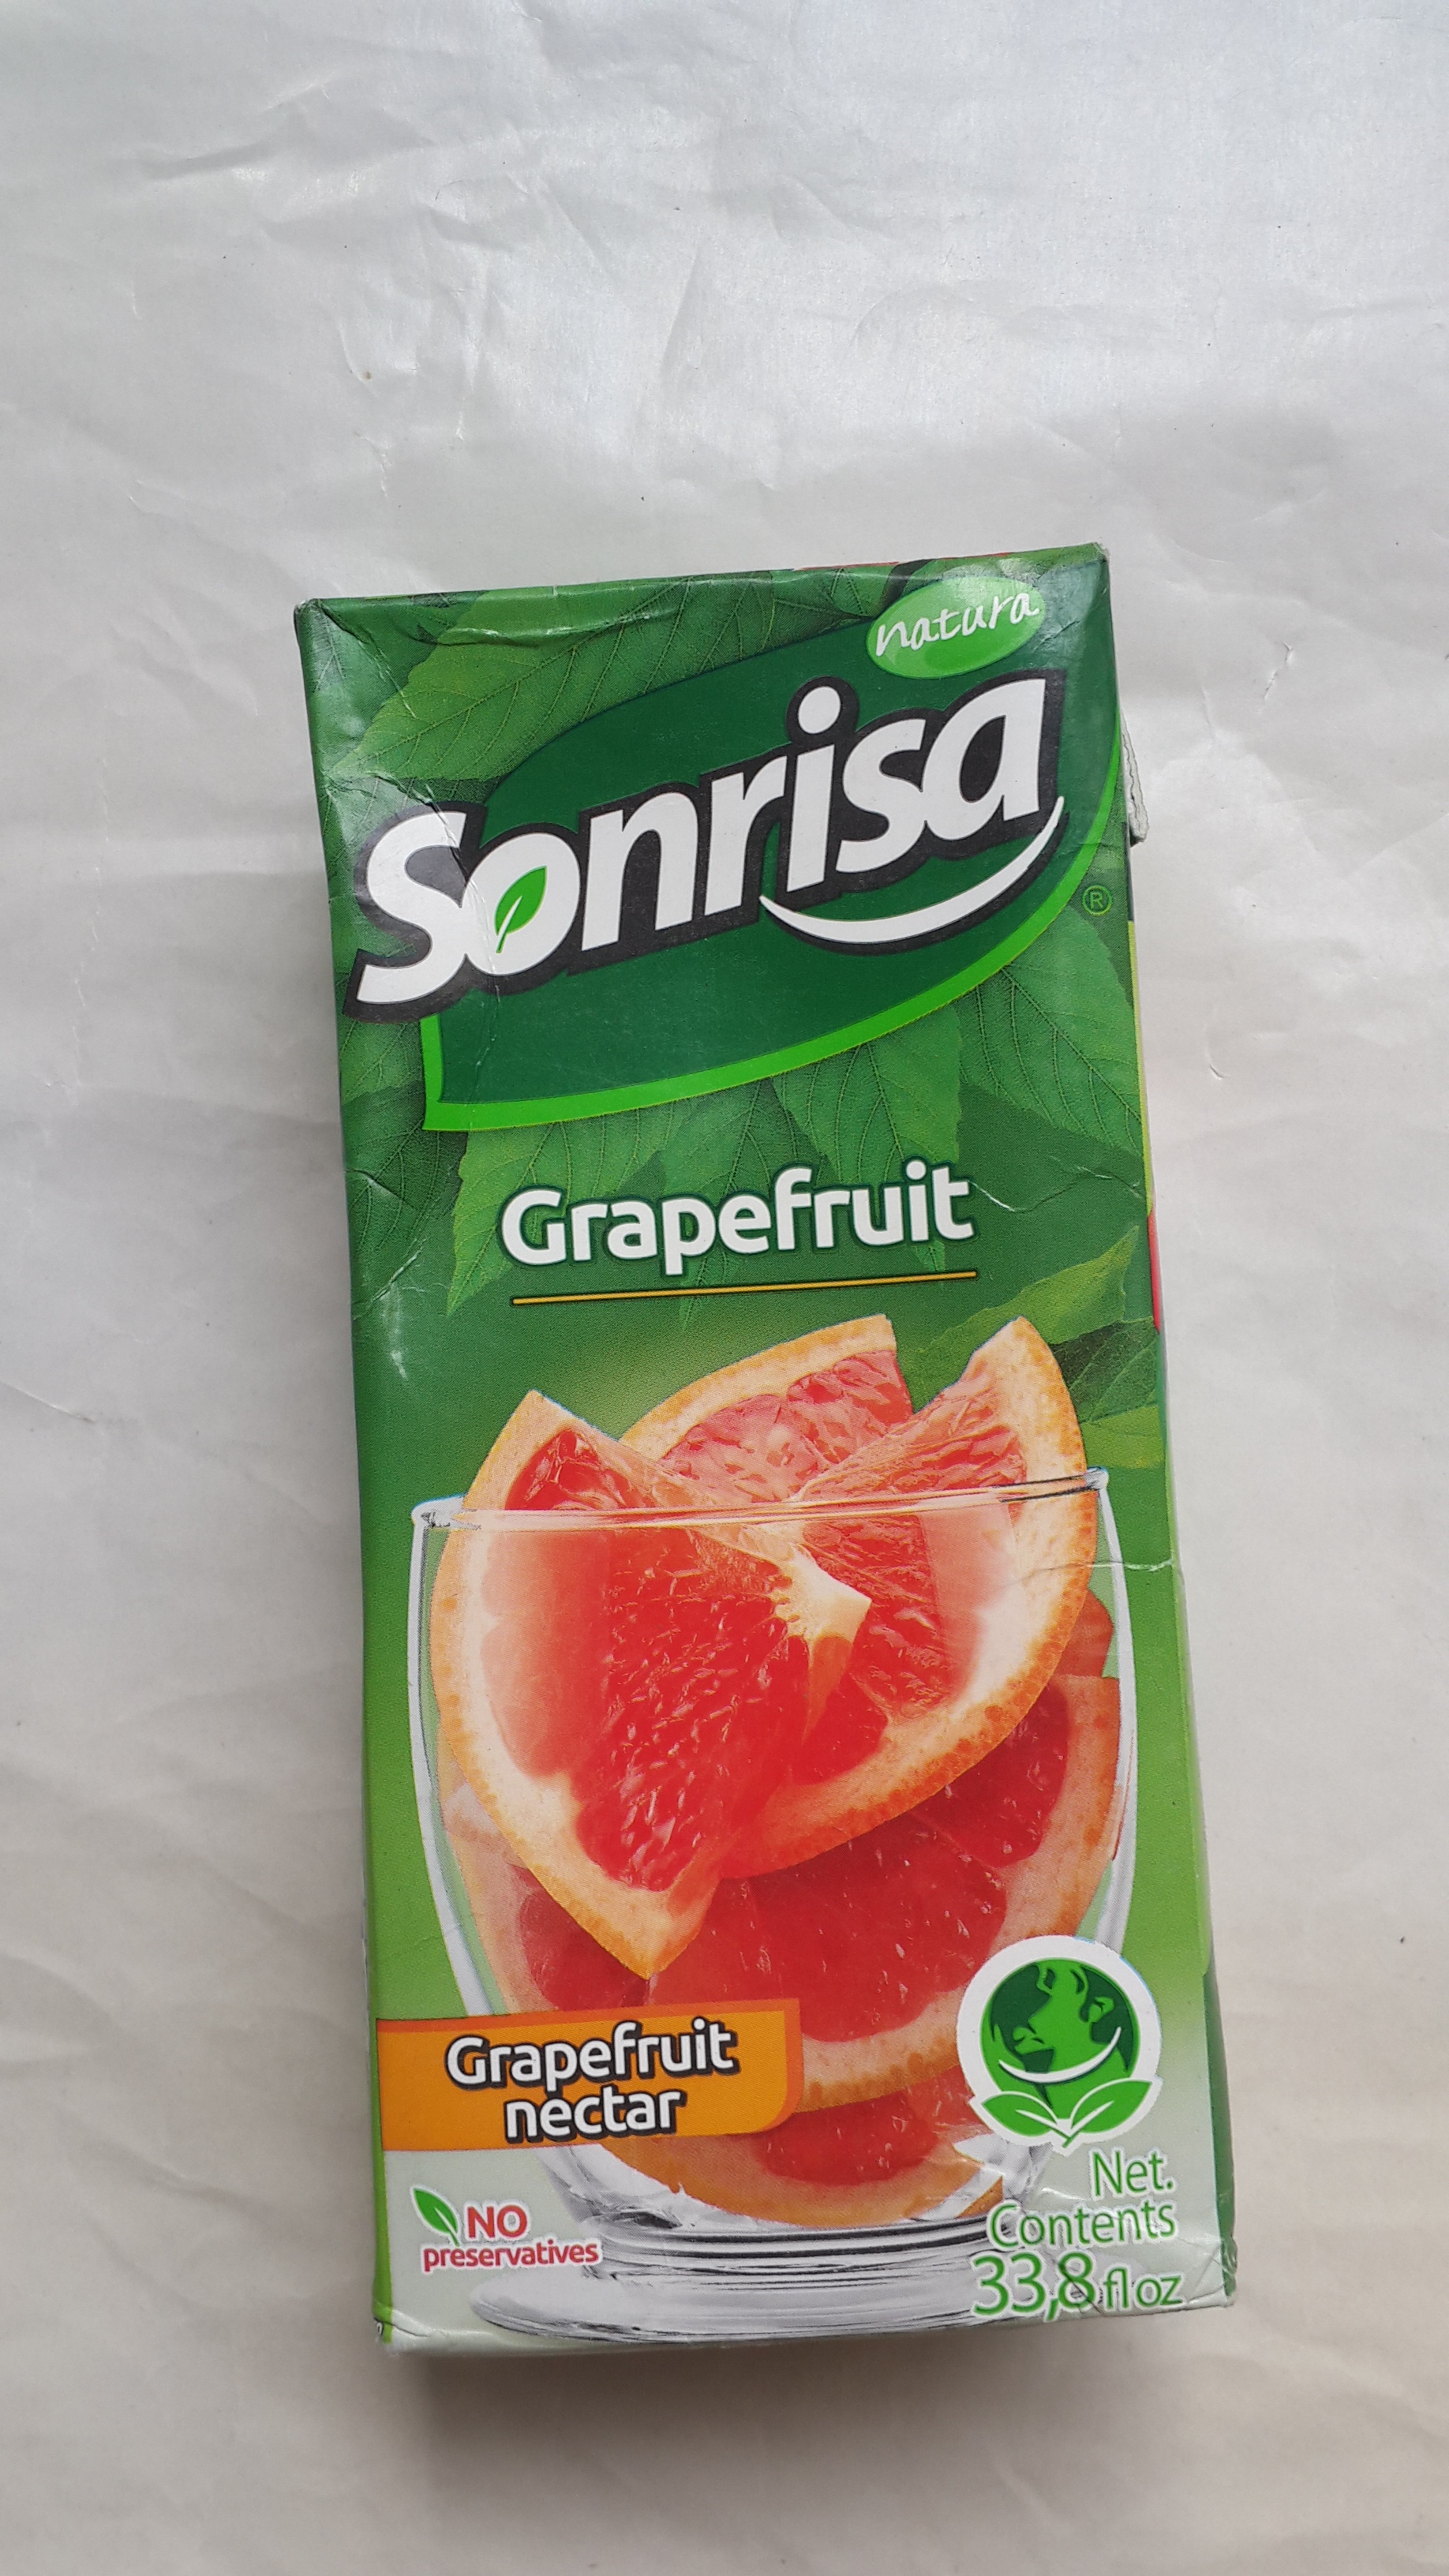 natura
Sonrisa
®
Grapefruit
Grapefruit
nectar
NO
preservatives
Net.
Contents
33,8 fl oz